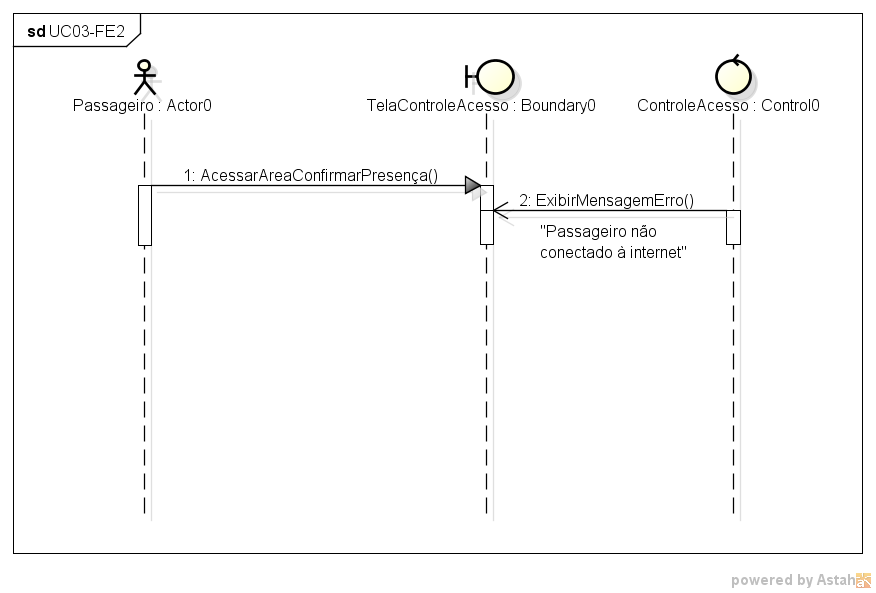 sd UC03-FE2
Passageiro : Actor0
TelaControleAcesso : Boundary0
ControleAcesso : Control0
1: AcessarAreaConfirmarPresença()
2: ExibirMensagemErro()
"Passageiro não
conectado à internet"
powered by Astah